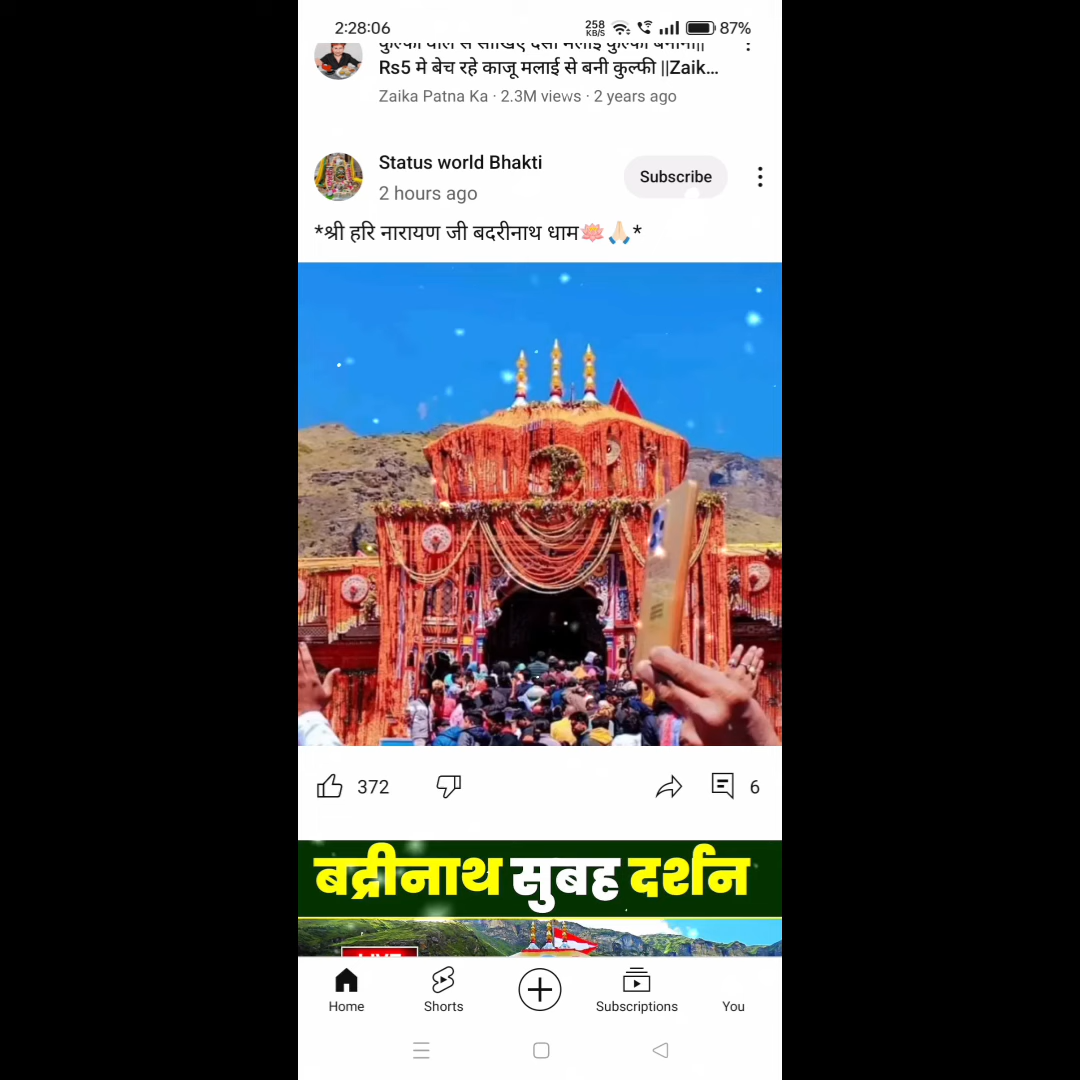 2:28:06
258
KB/S
87%
Rs5 मे बेच रहे काजू मलाई से बनी कुल्फी ||Zaik...
Zaika Patna Ka · 2.3M views · 2 years ago
Status world Bhakti
Subscribe
2 hours ago
*श्री हरि नारायण जी बदरीनाथ धाम🪷🙏🏻*
372
6
बद्रीनाथ सुबह दर्शन
Home
Shorts
Subscriptions
You